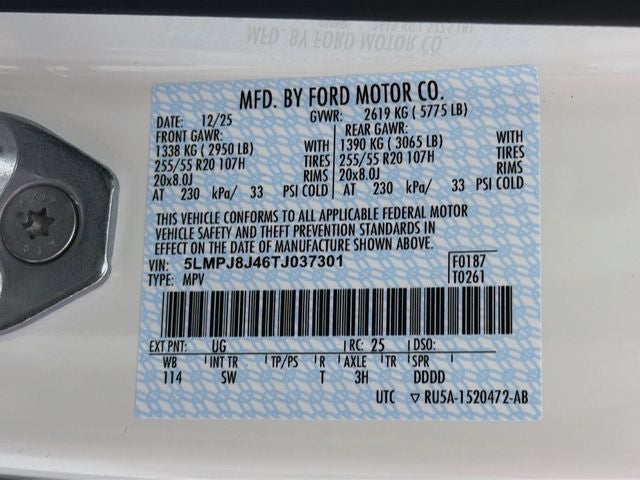 MFD. BY FORD MOTOR CO.
MFD. BY FORD MOTOR CO.
DATE: 12/25 GVWR: 2619 KG ( 5775 LB)
FRONT GAWR: REAR GAWR:
1338 KG ( 2950 LB) 1390 KG ( 3065 LB)
255/55 R20 107H TIRES 255/55 R20 107H TIRES
20x8.0J RIMS 20x8.0J RIMS
AT 230 kPa/ 33 PSI COLD AT 230 kPa/ 33 PSI COLD
THIS VEHICLE CONFORMS TO ALL APPLICABLE FEDERAL MOTOR
VEHICLE SAFETY AND THEFT PREVENTION STANDARDS IN
EFFECT ON THE DATE OF MANUFACTURE SHOWN ABOVE.
VIN: 5LMPJ8J46TJ037301 F0187
TYPE: MPV T0261
EXT PNT: UG RC: 25 DSO:
WB INT TR TP/PS R AXLE TR SPR
114 SW T 3H DDDD
UTC ▽ RU5A-1520472-AB